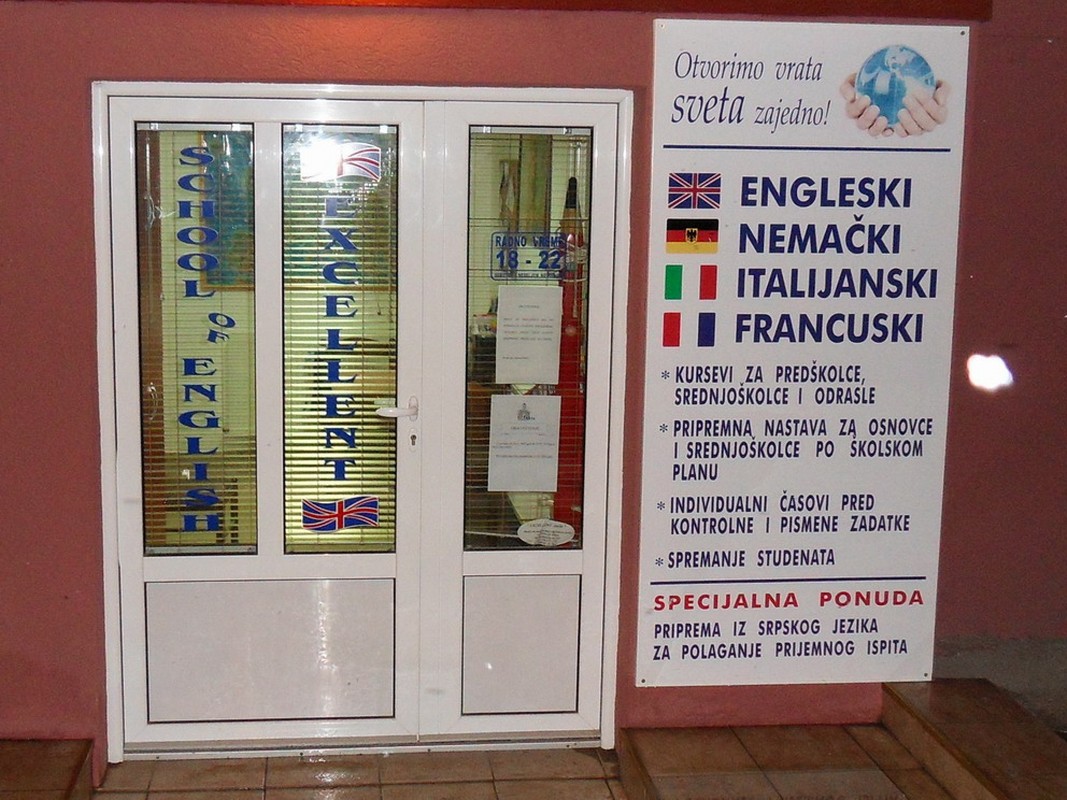 SCHOOL OF ENGLISH
EXCELLENT
RADNO VREME
18 - 22
Otvorimo vrata
sveta zajedno!
ENGLESKI
NEMAČKI
ITALIJANSKI
FRANCUSKI
* KURSEVI ZA PREDŠKOLCE,
SREDNJOŠKOLCE I ODRASLE
* PRIPREMNA NASTAVA ZA OSNOVCE
I SREDNJOŠKOLCE PO ŠKOLSKOM
PLANU
* INDIVIDUALNI ČASOVI PRED
KONTROLNE I PISMENE ZADATKE
* SPREMANJE STUDENATA
SPECIJALNA PONUDA
PRIPREMA IZ SRPSKOG JEZIKA
ZA POLAGANJE PRIJEMNOG ISPITA